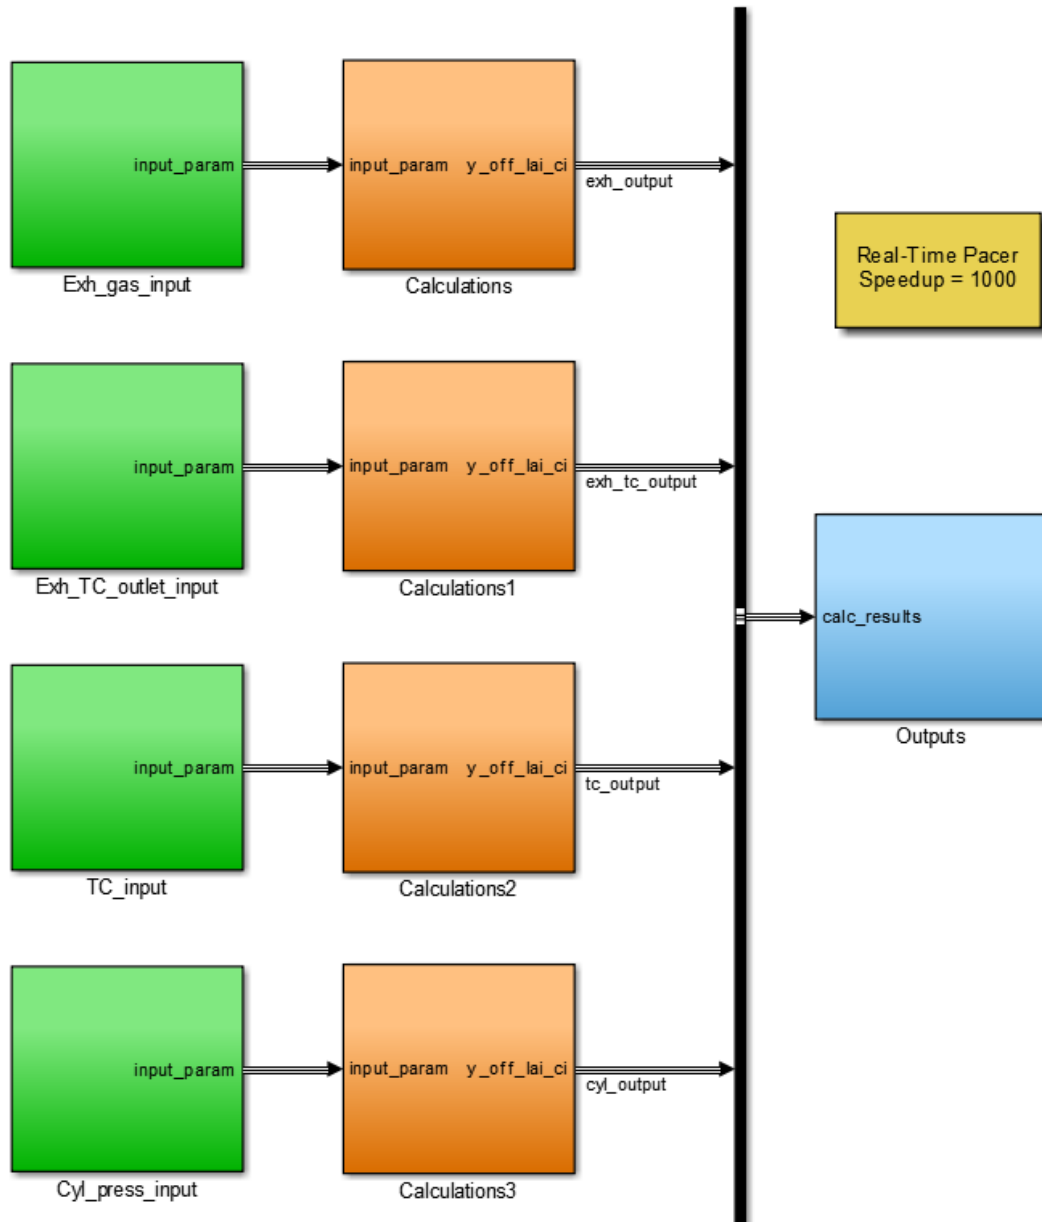 input_param
Exh_gas_input
input_param y_off_lai_ci
Calculations
exh_output
Real-Time Pacer
Speedup = 1000
input_param
Exh_TC_outlet_input
input_param y_off_lai_ci
Calculations1
exh_tc_output
calc_results
Outputs
input_param
TC_input
input_param y_off_lai_ci
Calculations2
tc_output
input_param
Cyl_press_input
input_param y_off_lai_ci
Calculations3
cyl_output